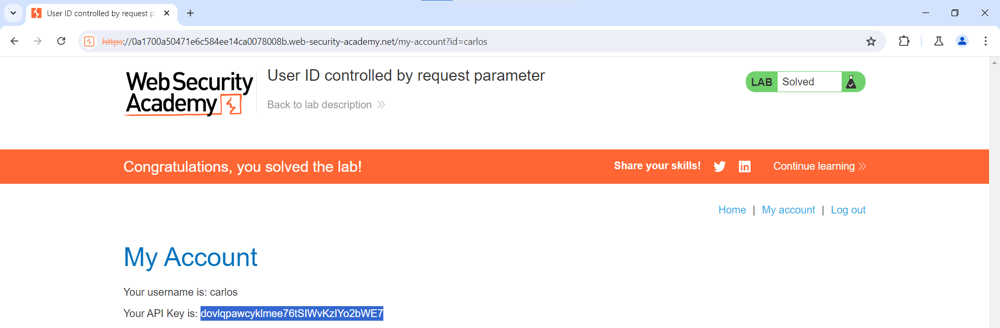 User ID controlled by request p
https://0a1700a50471e6c584ee14ca0078008b.web-security-academy.net/my-account?id=carlos
Web Security
Academy
User ID controlled by request parameter
Back to lab description
LAB Solved
Congratulations, you solved the lab!
Share your skills!
in
Continue learning
Home | My account | Log out
My Account
Your username is: carlos
Your API Key is: dovlqpawcyklmee76tSIWvKzIYo2bWE7